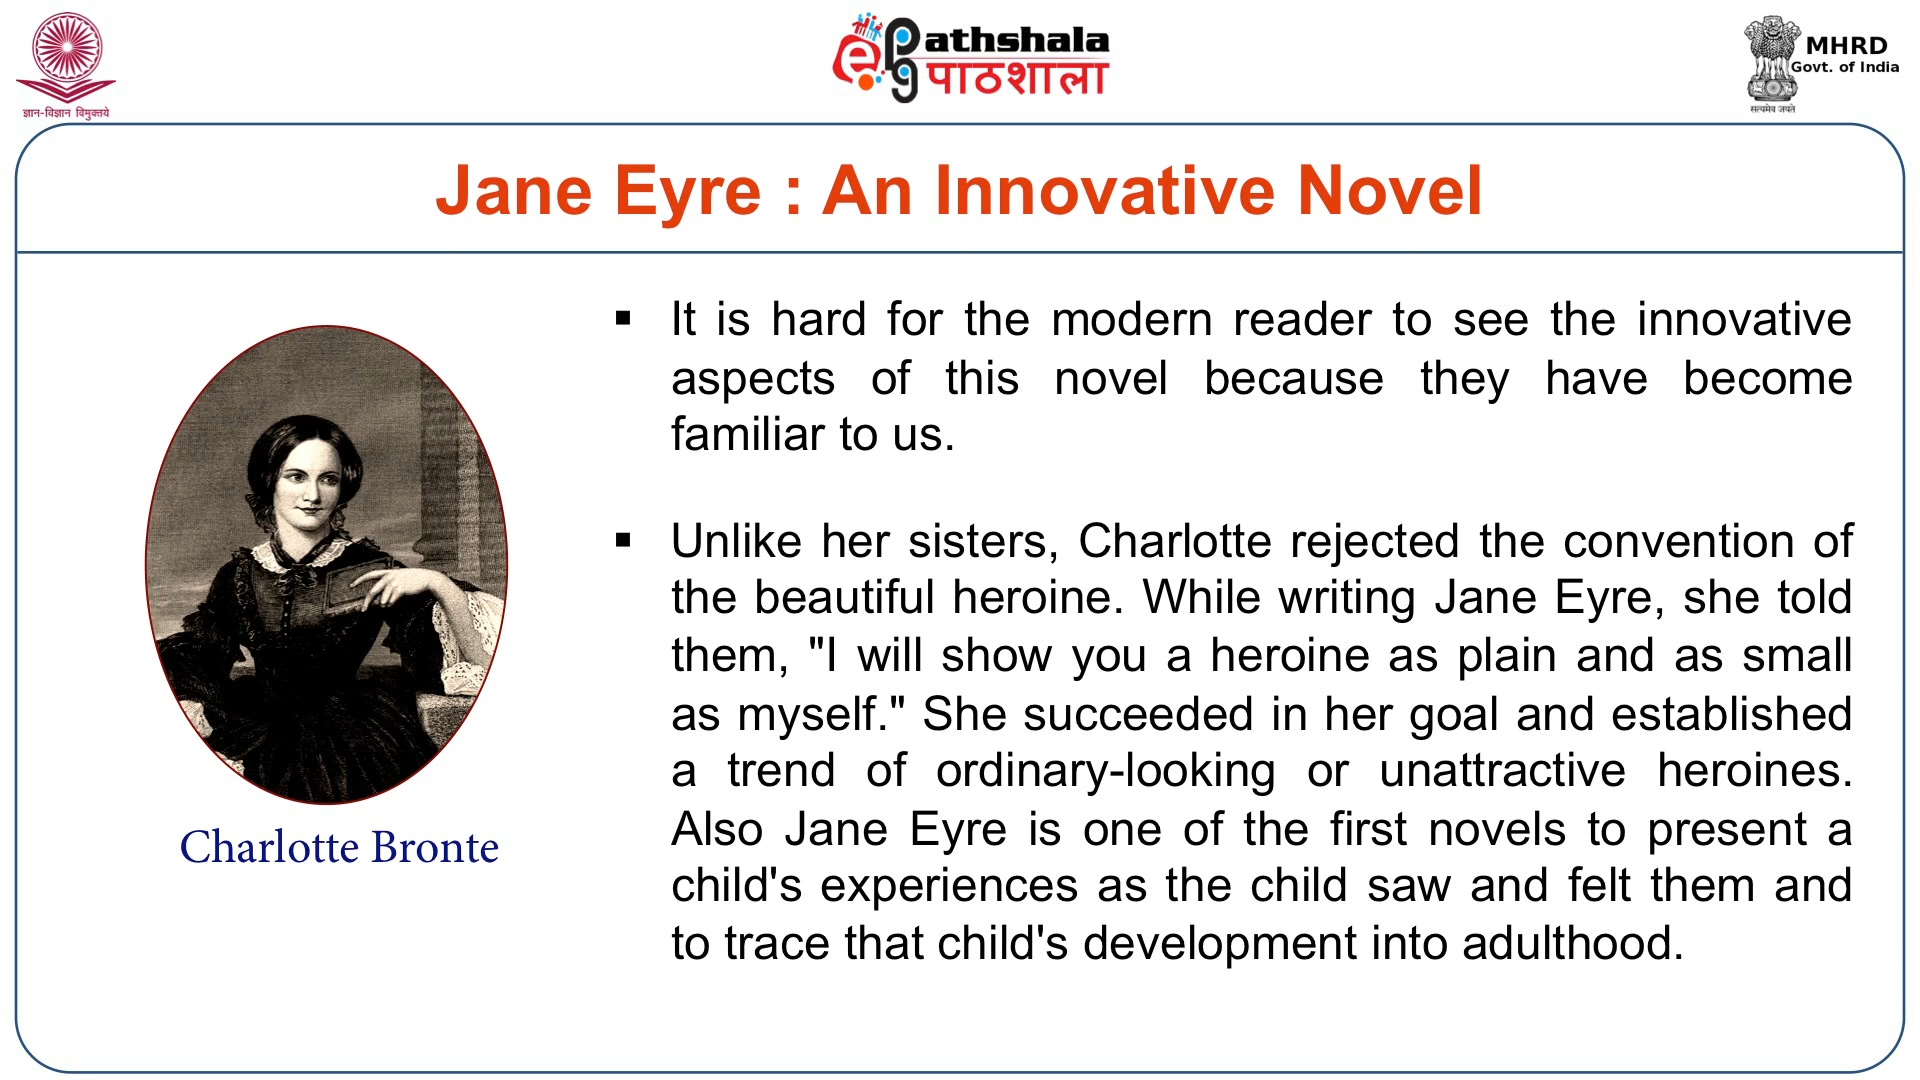 ज्ञान-विज्ञान विमुक्तये
e
pg
athshala
पाठशाला
MHRD
Govt. of India
सत्यमेव जयते
Jane Eyre : An Innovative Novel
▪ It is hard for the modern reader to see the innovative
aspects of this novel because they have become
familiar to us.
▪ Unlike her sisters, Charlotte rejected the convention of
the beautiful heroine. While writing Jane Eyre, she told
them, "I will show you a heroine as plain and as small
as myself." She succeeded in her goal and established
a trend of ordinary-looking or unattractive heroines.
Also Jane Eyre is one of the first novels to present a
child's experiences as the child saw and felt them and
to trace that child's development into adulthood.
Charlotte Bronte